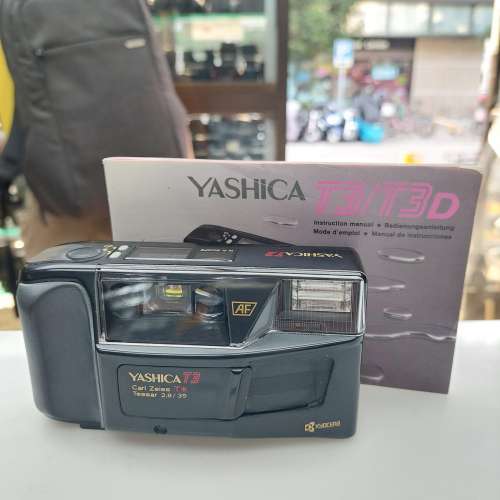 YASHICA T3/T3D
Instruction manual ● Bedienungsanleitung
Mode d'emploi ● Manual de instrucciones
YASHICA T3
AF
YASHICA T3
Carl Zeiss T*
Tessar 2.8/35
KYOCERA
P